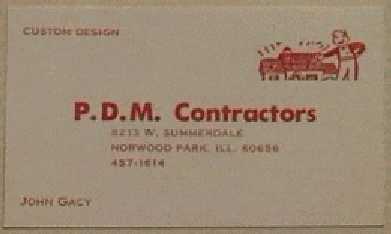 CUSTOM DESIGN
P.D.M. Contractors
8213 W. SUMMERDALE
NORWOOD PARK, ILL. 60656
457-1614
JOHN GACY